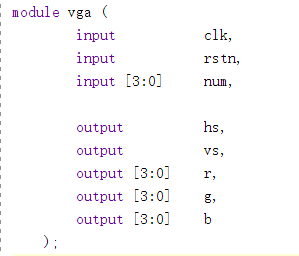 module vga (
input clk,
input rstn,
input [3:0] num,
output hs,
output vs,
output [3:0] r,
output [3:0] g,
output [3:0] b
);